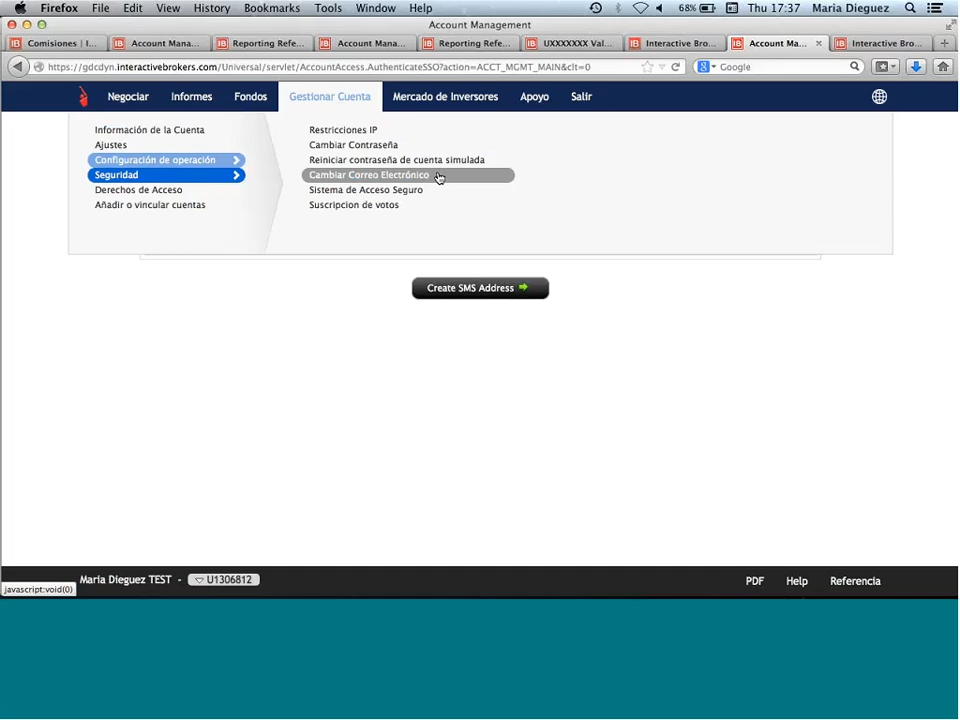 Firefox File Edit View History Bookmarks Tools Window Help 68% Thu 17:37 Maria Dieguez
Account Management
Comisiones | I... Account Mana... Reporting Refe... Account Mana... Reporting Refe... UXXXXXXX Val... Interactive Bro... Account Ma... Interactive Bro...
https://gdcdyn.interactivebrokers.com/Universal/servlet/AccountAccess.AuthenticateSSO?action=ACCT_MGMT_MAIN&clt=0 Google
Negociar Informes Fondos Gestionar Cuenta Mercado de Inversores Apoyo Salir
Información de la Cuenta
Ajustes
Configuración de operación
Seguridad
Derechos de Acceso
Añadir o vincular cuentas
Restricciones IP
Cambiar Contraseña
Reiniciar contraseña de cuenta simulada
Cambiar Correo Electrónico
Sistema de Acceso Seguro
Suscripcion de votos
Create SMS Address
Maria Dieguez TEST - U1306812 PDF Help Referencia
javascript:void(0)